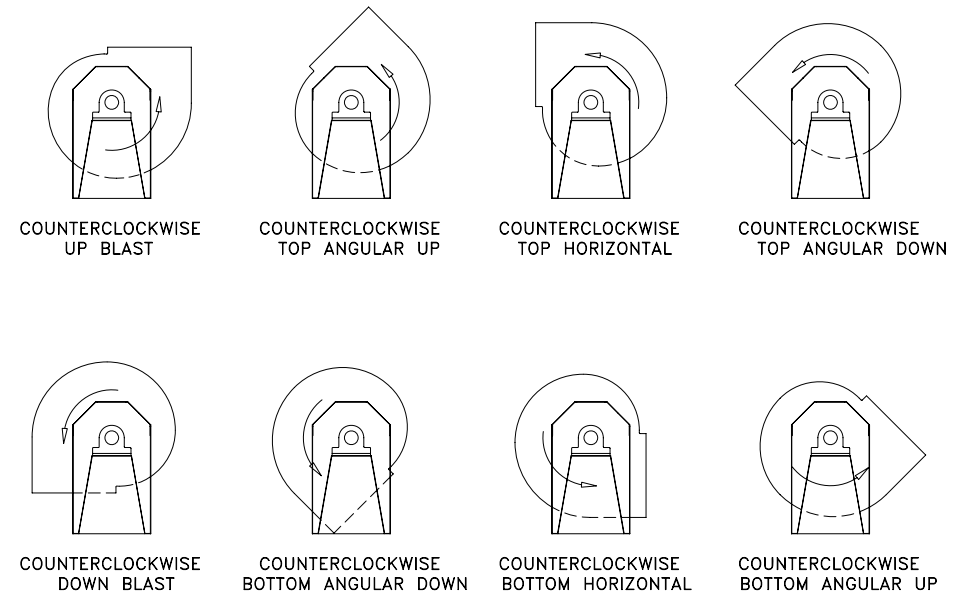 COUNTERCLOCKWISE
UP BLAST
COUNTERCLOCKWISE
TOP ANGULAR UP
COUNTERCLOCKWISE
TOP HORIZONTAL
COUNTERCLOCKWISE
TOP ANGULAR DOWN
COUNTERCLOCKWISE
DOWN BLAST
COUNTERCLOCKWISE
BOTTOM ANGULAR DOWN
COUNTERCLOCKWISE
BOTTOM HORIZONTAL
COUNTERCLOCKWISE
BOTTOM ANGULAR UP